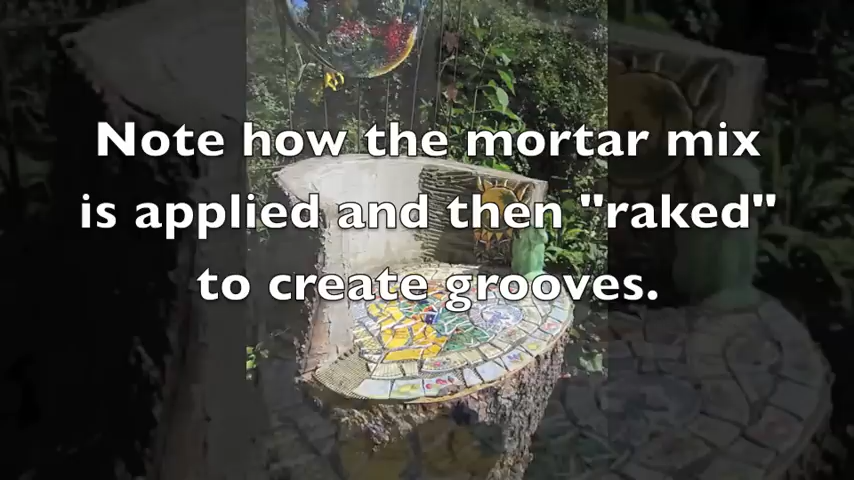 Note how the mortar mix
is applied and then "raked"
to create grooves.